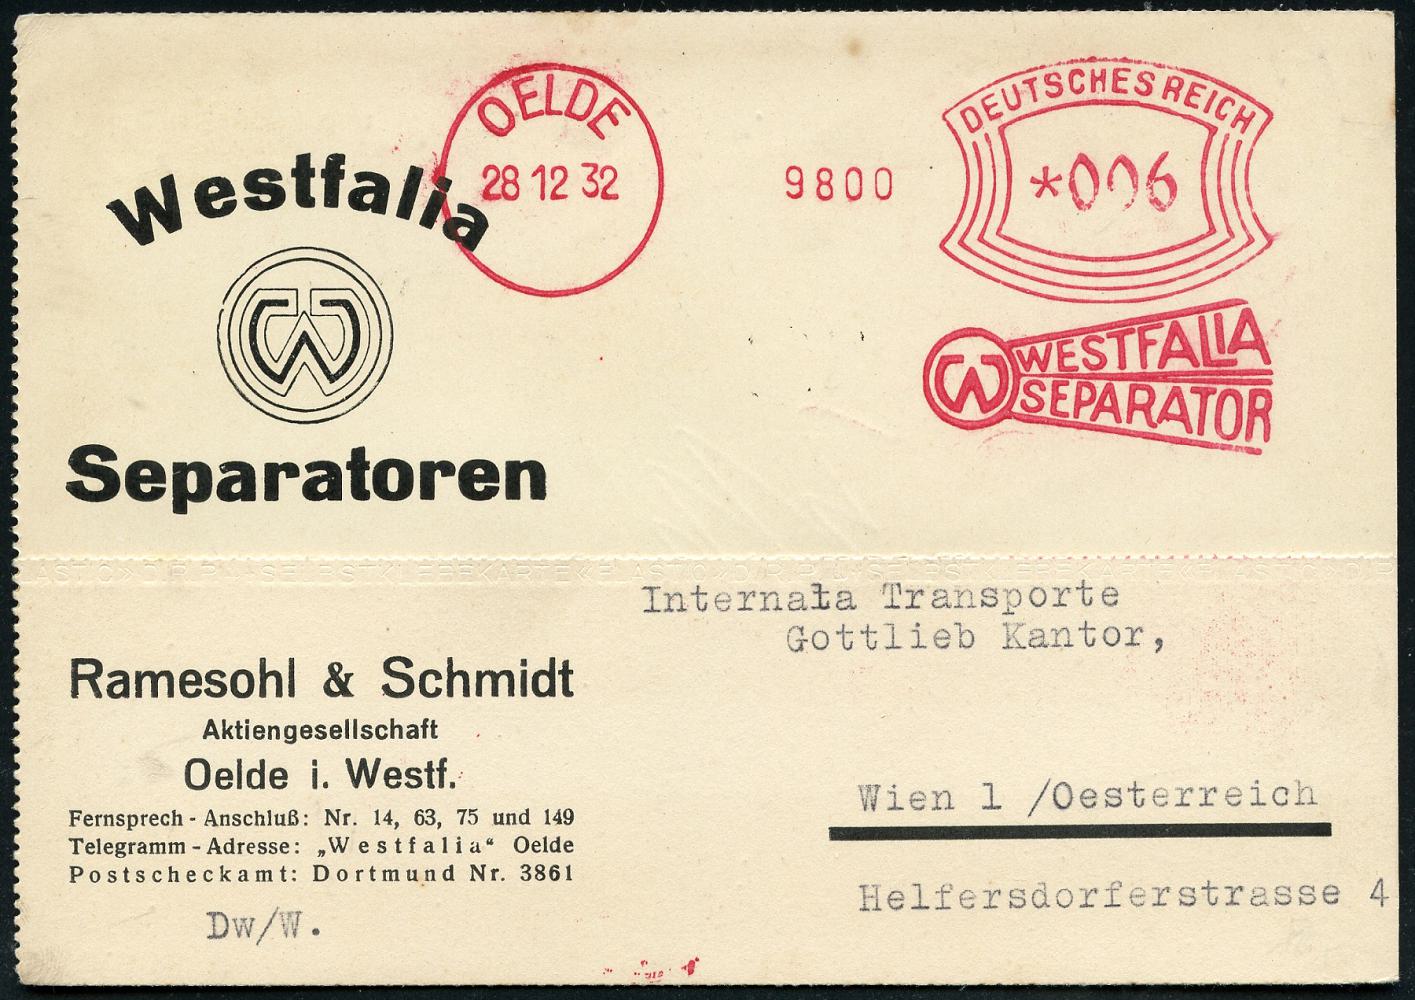 Westfalia
Separatoren
OELDE
28 12 32
9800
DEUTSCHES REICH
*006
WESTFALIA
SEPARATOR
SELBSTKLEBEKARTE
Internata Transporte
Gottlieb Kantor,
Wien 1 /Oesterreich
Helfersdorferstrasse 4
Ramesohl & Schmidt
Aktiengesellschaft
Oelde i. Westf.
Fernsprech - Anschluß: Nr. 14, 63, 75 und 149
Telegramm - Adresse: „Westfalia“ Oelde
Postscheckamt: Dortmund Nr. 3861
Dw/W.